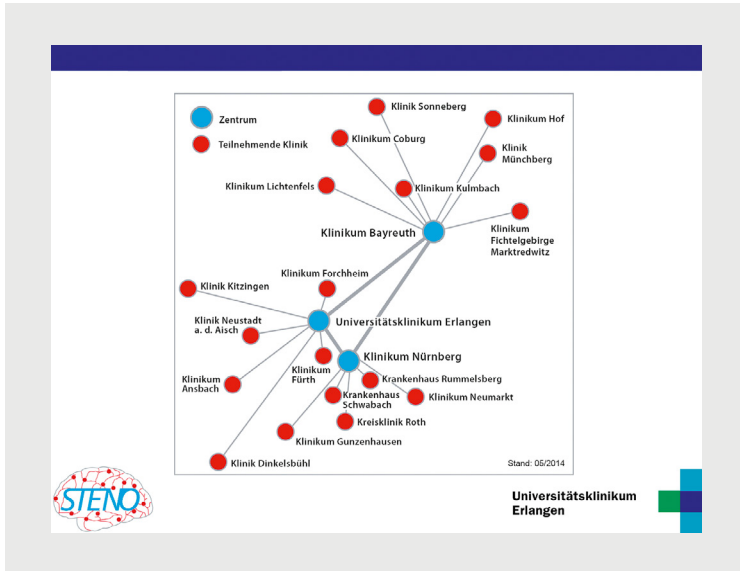 Zentrum
Teilnehmende Klinik
Klinik Sonneberg
Klinikum Coburg
Klinikum Hof
Klinik
Münchberg
Klinikum Lichtenfels
Klinikum Kulmbach
Klinikum Bayreuth
Klinikum
Fichtelgebirge
Marktredwitz
Klinikum Forchheim
Klinik Kitzingen
Klinik Neustadt
a. d. Aisch
Universitätsklinikum Erlangen
Klinikum Nürnberg
Klinikum
Fürth
Klinikum
Ansbach
Krankenhaus Rummelsberg
Krankenhaus
Schwabach
Klinikum Neumarkt
Kreisklinik Roth
Klinikum Gunzenhausen
Klinik Dinkelsbühl
Stand: 05/2014
STENO
Universitätsklinikum
Erlangen